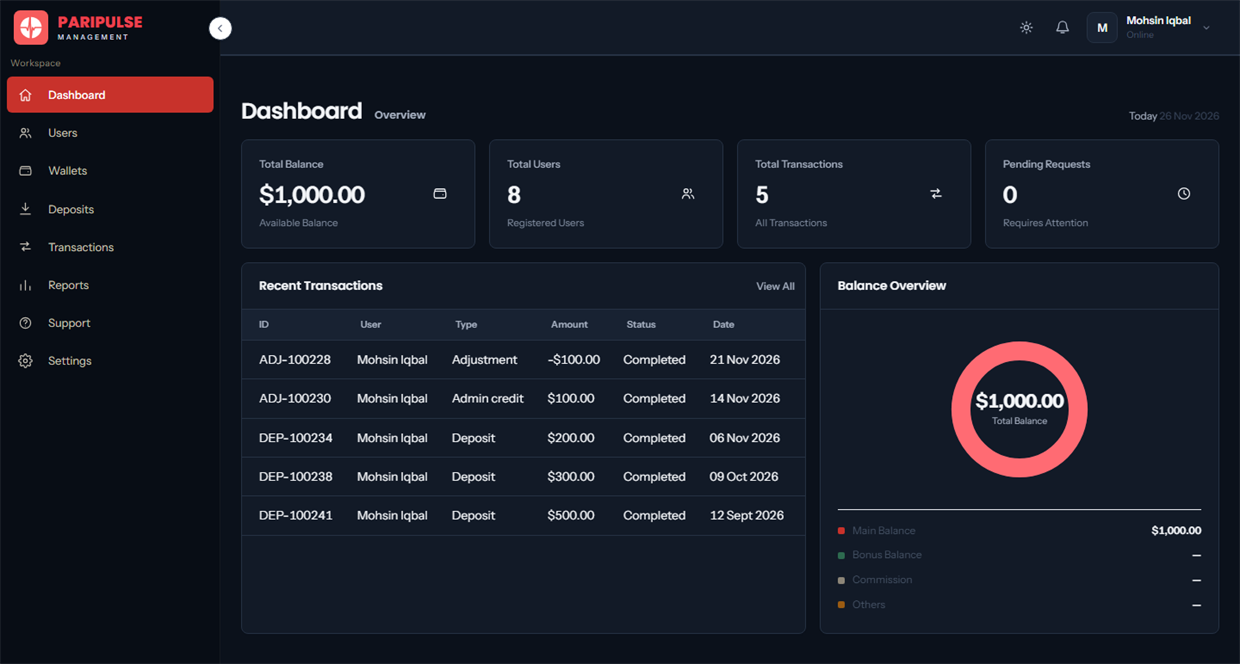 PARIPULSE
MANAGEMENT
Workspace
Dashboard
Users
Wallets
Deposits
Transactions
Reports
Support
Settings
M
Mohsin Iqbal
Online
Dashboard Overview
Today 26 Nov 2026
Total Balance
$1,000.00
Available Balance
Total Users
8
Registered Users
Total Transactions
5
All Transactions
Pending Requests
0
Requires Attention
Recent Transactions View All
ID User Type Amount Status Date
ADJ-100228 Mohsin Iqbal Adjustment -$100.00 Completed 21 Nov 2026
ADJ-100230 Mohsin Iqbal Admin credit $100.00 Completed 14 Nov 2026
DEP-100234 Mohsin Iqbal Deposit $200.00 Completed 06 Nov 2026
DEP-100238 Mohsin Iqbal Deposit $300.00 Completed 09 Oct 2026
DEP-100241 Mohsin Iqbal Deposit $500.00 Completed 12 Sept 2026
Balance Overview
$1,000.00
Total Balance
Main Balance $1,000.00
Bonus Balance –
Commission –
Others –